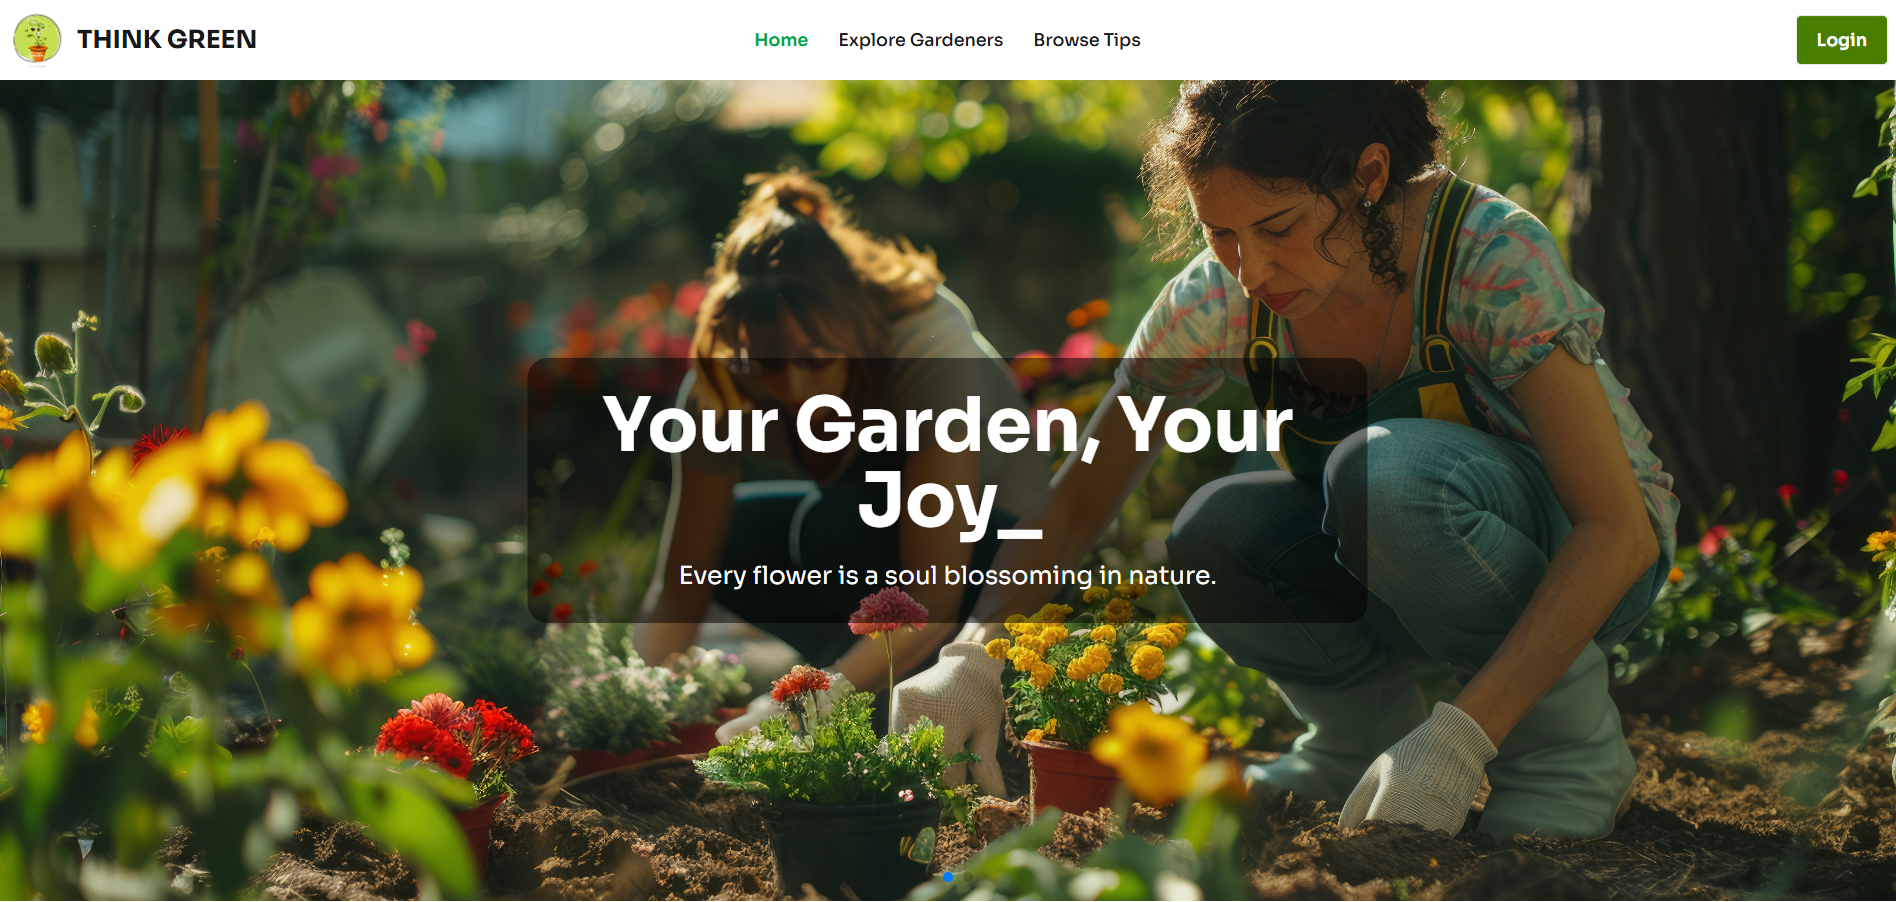 THINK GREEN
Home
Explore Gardeners
Browse Tips
Login
Your Garden, Your
Joy_
Every flower is a soul blossoming in nature.